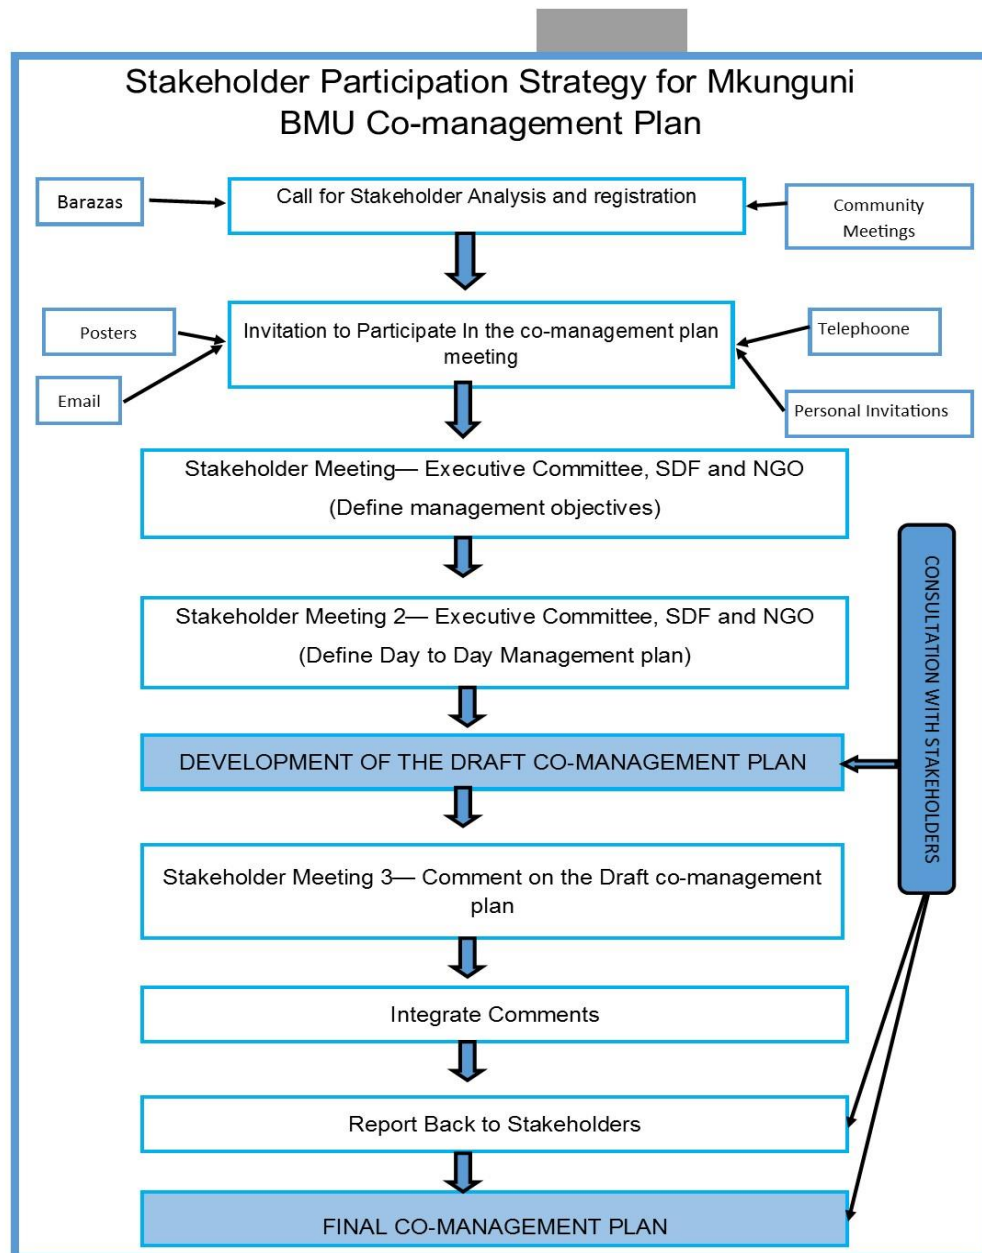 Stakeholder Participation Strategy for Mkunguni
BMU Co-management Plan
Barazas
Call for Stakeholder Analysis and registration
Community
Meetings
Posters
Email
Invitation to Participate In the co-management plan
meeting
Telephoone
Personal Invitations
Stakeholder Meeting— Executive Committee, SDF and NGO
(Define management objectives)
Stakeholder Meeting 2— Executive Committee, SDF and NGO
(Define Day to Day Management plan)
DEVELOPMENT OF THE DRAFT CO-MANAGEMENT PLAN
CONSULTATION WITH STAKEHOLDERS
Stakeholder Meeting 3— Comment on the Draft co-management
plan
Integrate Comments
Report Back to Stakeholders
FINAL CO-MANAGEMENT PLAN